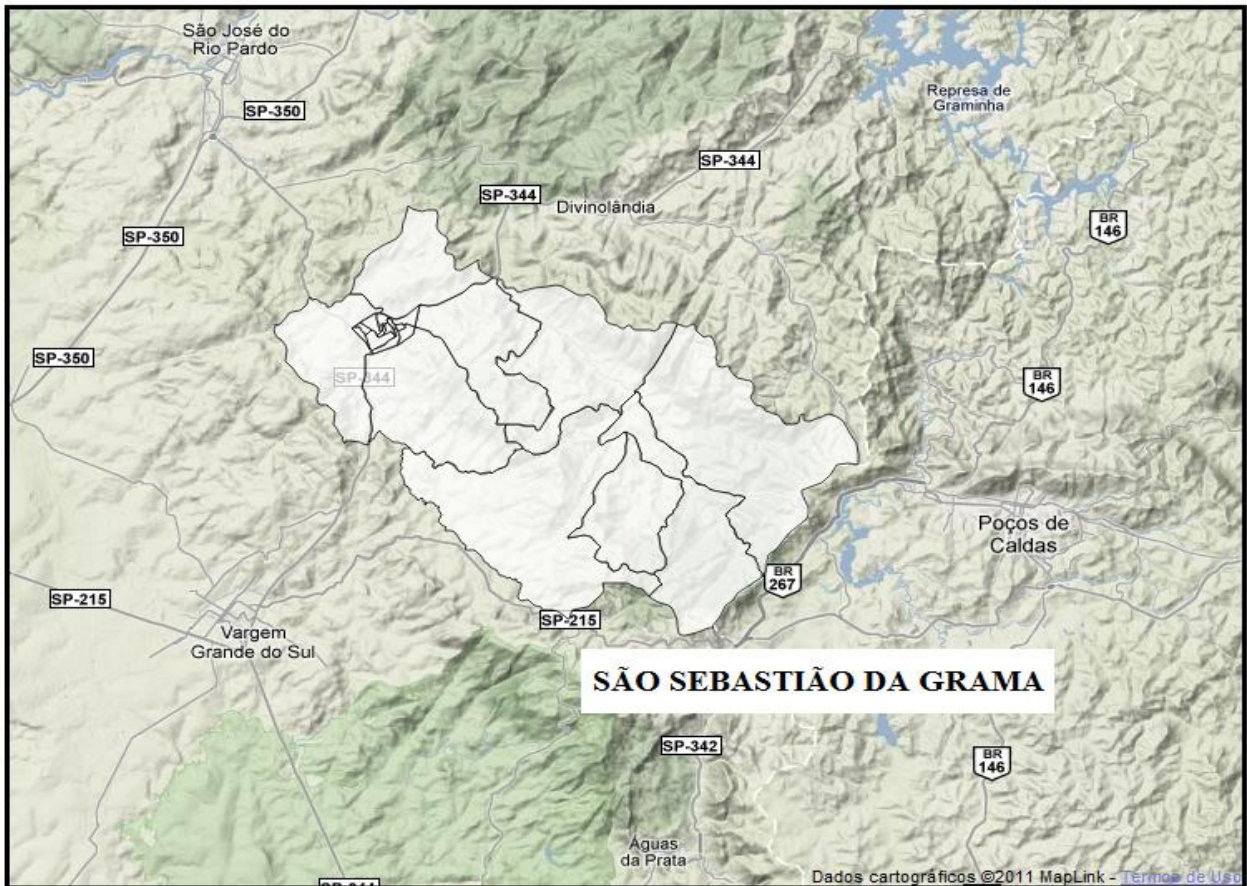 São José do
Rio Pardo
SP-350
Represa de
Graminha
SP-344
SP-344
Divinolândia
SP-350
BR
146
SP-350
SP-344
BR
146
Poços de
Caldas
BR
267
SP-215
SP-215
Vargem
Grande do Sul
SÃO SEBASTIÃO DA GRAMA
SP-342
BR
146
Águas
da Prata
Dados cartográficos ©2011 MapLink - Termos de Uso